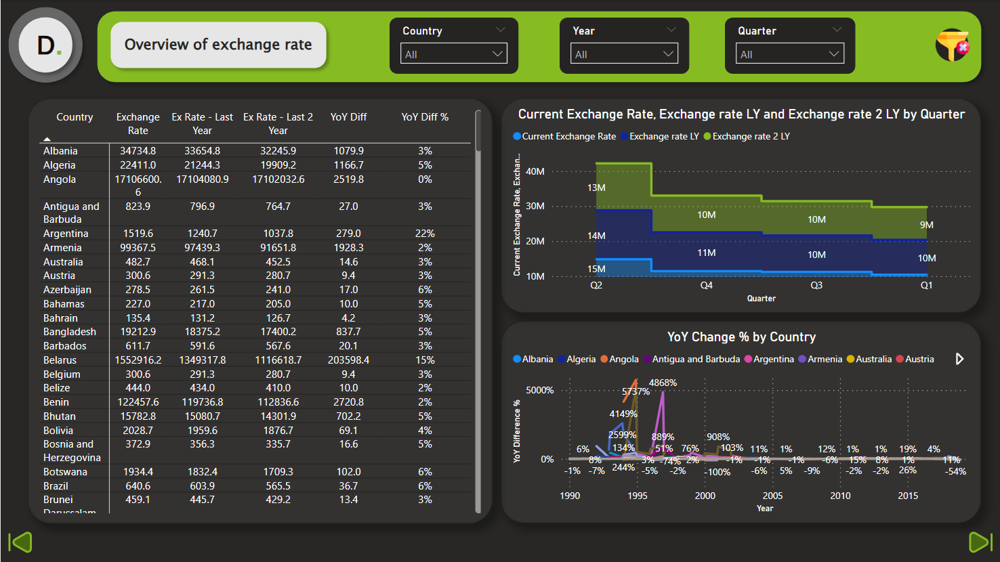 D.
Overview of exchange rate
Country
All
Year
All
Quarter
All
Country Exchange Rate Ex Rate - Last Year Ex Rate - Last 2 Year YoY Diff YoY Diff %
Albania 34734.8 33654.8 32245.9 1079.9 3%
Algeria 22411.0 21244.3 19909.2 1166.7 5%
Angola 17106600.6 17104080.9 17102032.6 2519.8 0%
Antigua and Barbuda 823.9 796.9 764.7 27.0 3%
Argentina 1519.6 1240.7 1037.8 279.0 22%
Armenia 99367.5 97439.3 91651.8 1928.3 2%
Australia 482.7 468.1 452.5 14.6 3%
Austria 300.6 291.3 280.7 9.4 3%
Azerbaijan 278.5 261.5 241.0 17.0 6%
Bahamas 227.0 217.0 205.0 10.0 5%
Bahrain 135.4 131.2 126.7 4.2 3%
Bangladesh 19212.9 18375.2 17400.2 837.7 5%
Barbados 611.7 591.6 567.6 20.1 3%
Belarus 1552916.2 1349317.8 1116618.7 203598.4 15%
Belgium 300.6 291.3 280.7 9.4 3%
Belize 444.0 434.0 410.0 10.0 2%
Benin 122457.6 119736.8 112836.6 2720.8 2%
Bhutan 15782.8 15080.7 14301.9 702.2 5%
Bolivia 2028.7 1959.6 1876.7 69.1 4%
Bosnia and Herzegovina 372.9 356.3 335.7 16.6 5%
Botswana 1934.4 1832.4 1709.3 102.0 6%
Brazil 640.6 603.9 565.5 36.7 6%
Brunei Darussalam 459.1 445.7 429.2 13.4 3%
Current Exchange Rate, Exchange rate LY and Exchange rate 2 LY by Quarter
Current Exchange Rate Exchange rate LY Exchange rate 2 LY
Current Exchange Rate, Exchan...
40M
30M
20M
10M
13M
14M
15M
10M
11M
10M
10M
9M
10M
Q2 Q4 Q3 Q1
Quarter
YoY Change % by Country
Albania Algeria Angola Antigua and Barbuda Argentina Armenia Australia Austria
YoY Difference %
5000%
0%
4868%
5737%
4149%
2599% 889% 908%
6% 134% 51% 76% 103% 11% 1% 12% 1% 1% 19% 4%
8% 3% -74% 2% -1% -1% -1% -6% 15% 8% 1% 11%
-1% -7% 244% -5% -2% -100% -6% 5% -9% -2% -2% 26% -54%
1990 1995 2000 2005 2010 2015
Year